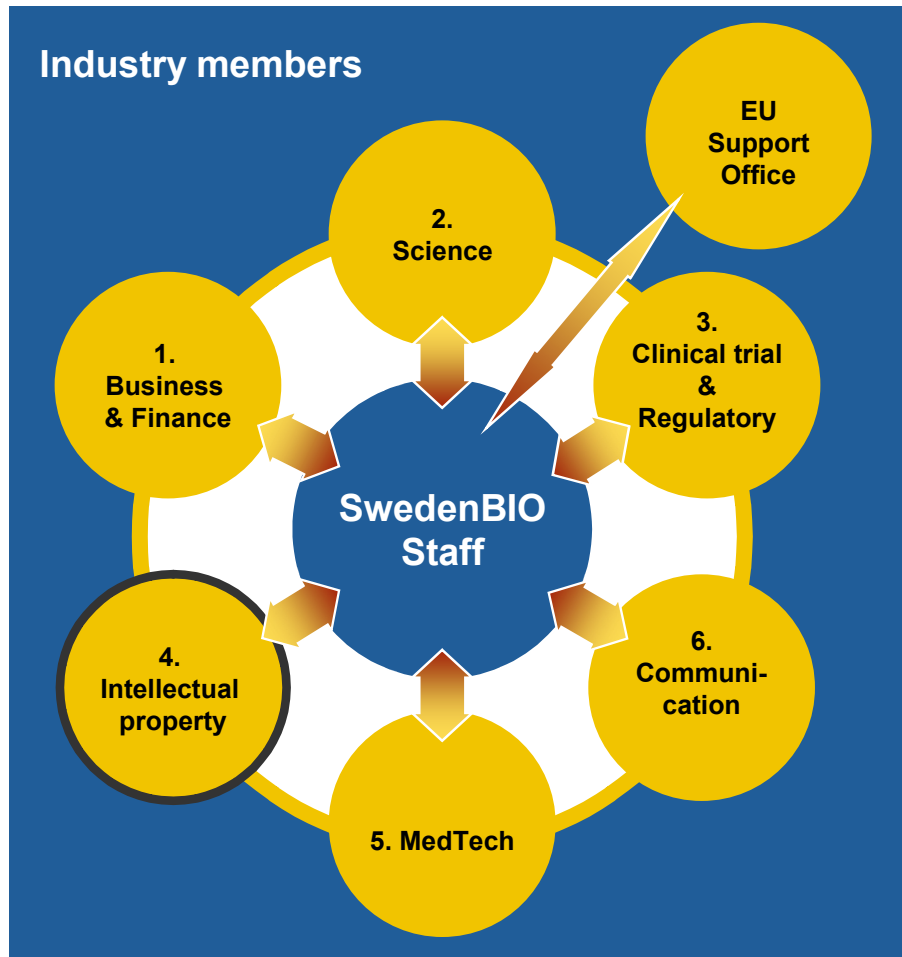 Industry members
EU
Support
Office
2.
Science
1.
Business
& Finance
3.
Clinical trial
&
Regulatory
SwedenBIO
Staff
4.
Intellectual
property
6.
Communi-
cation
5. MedTech